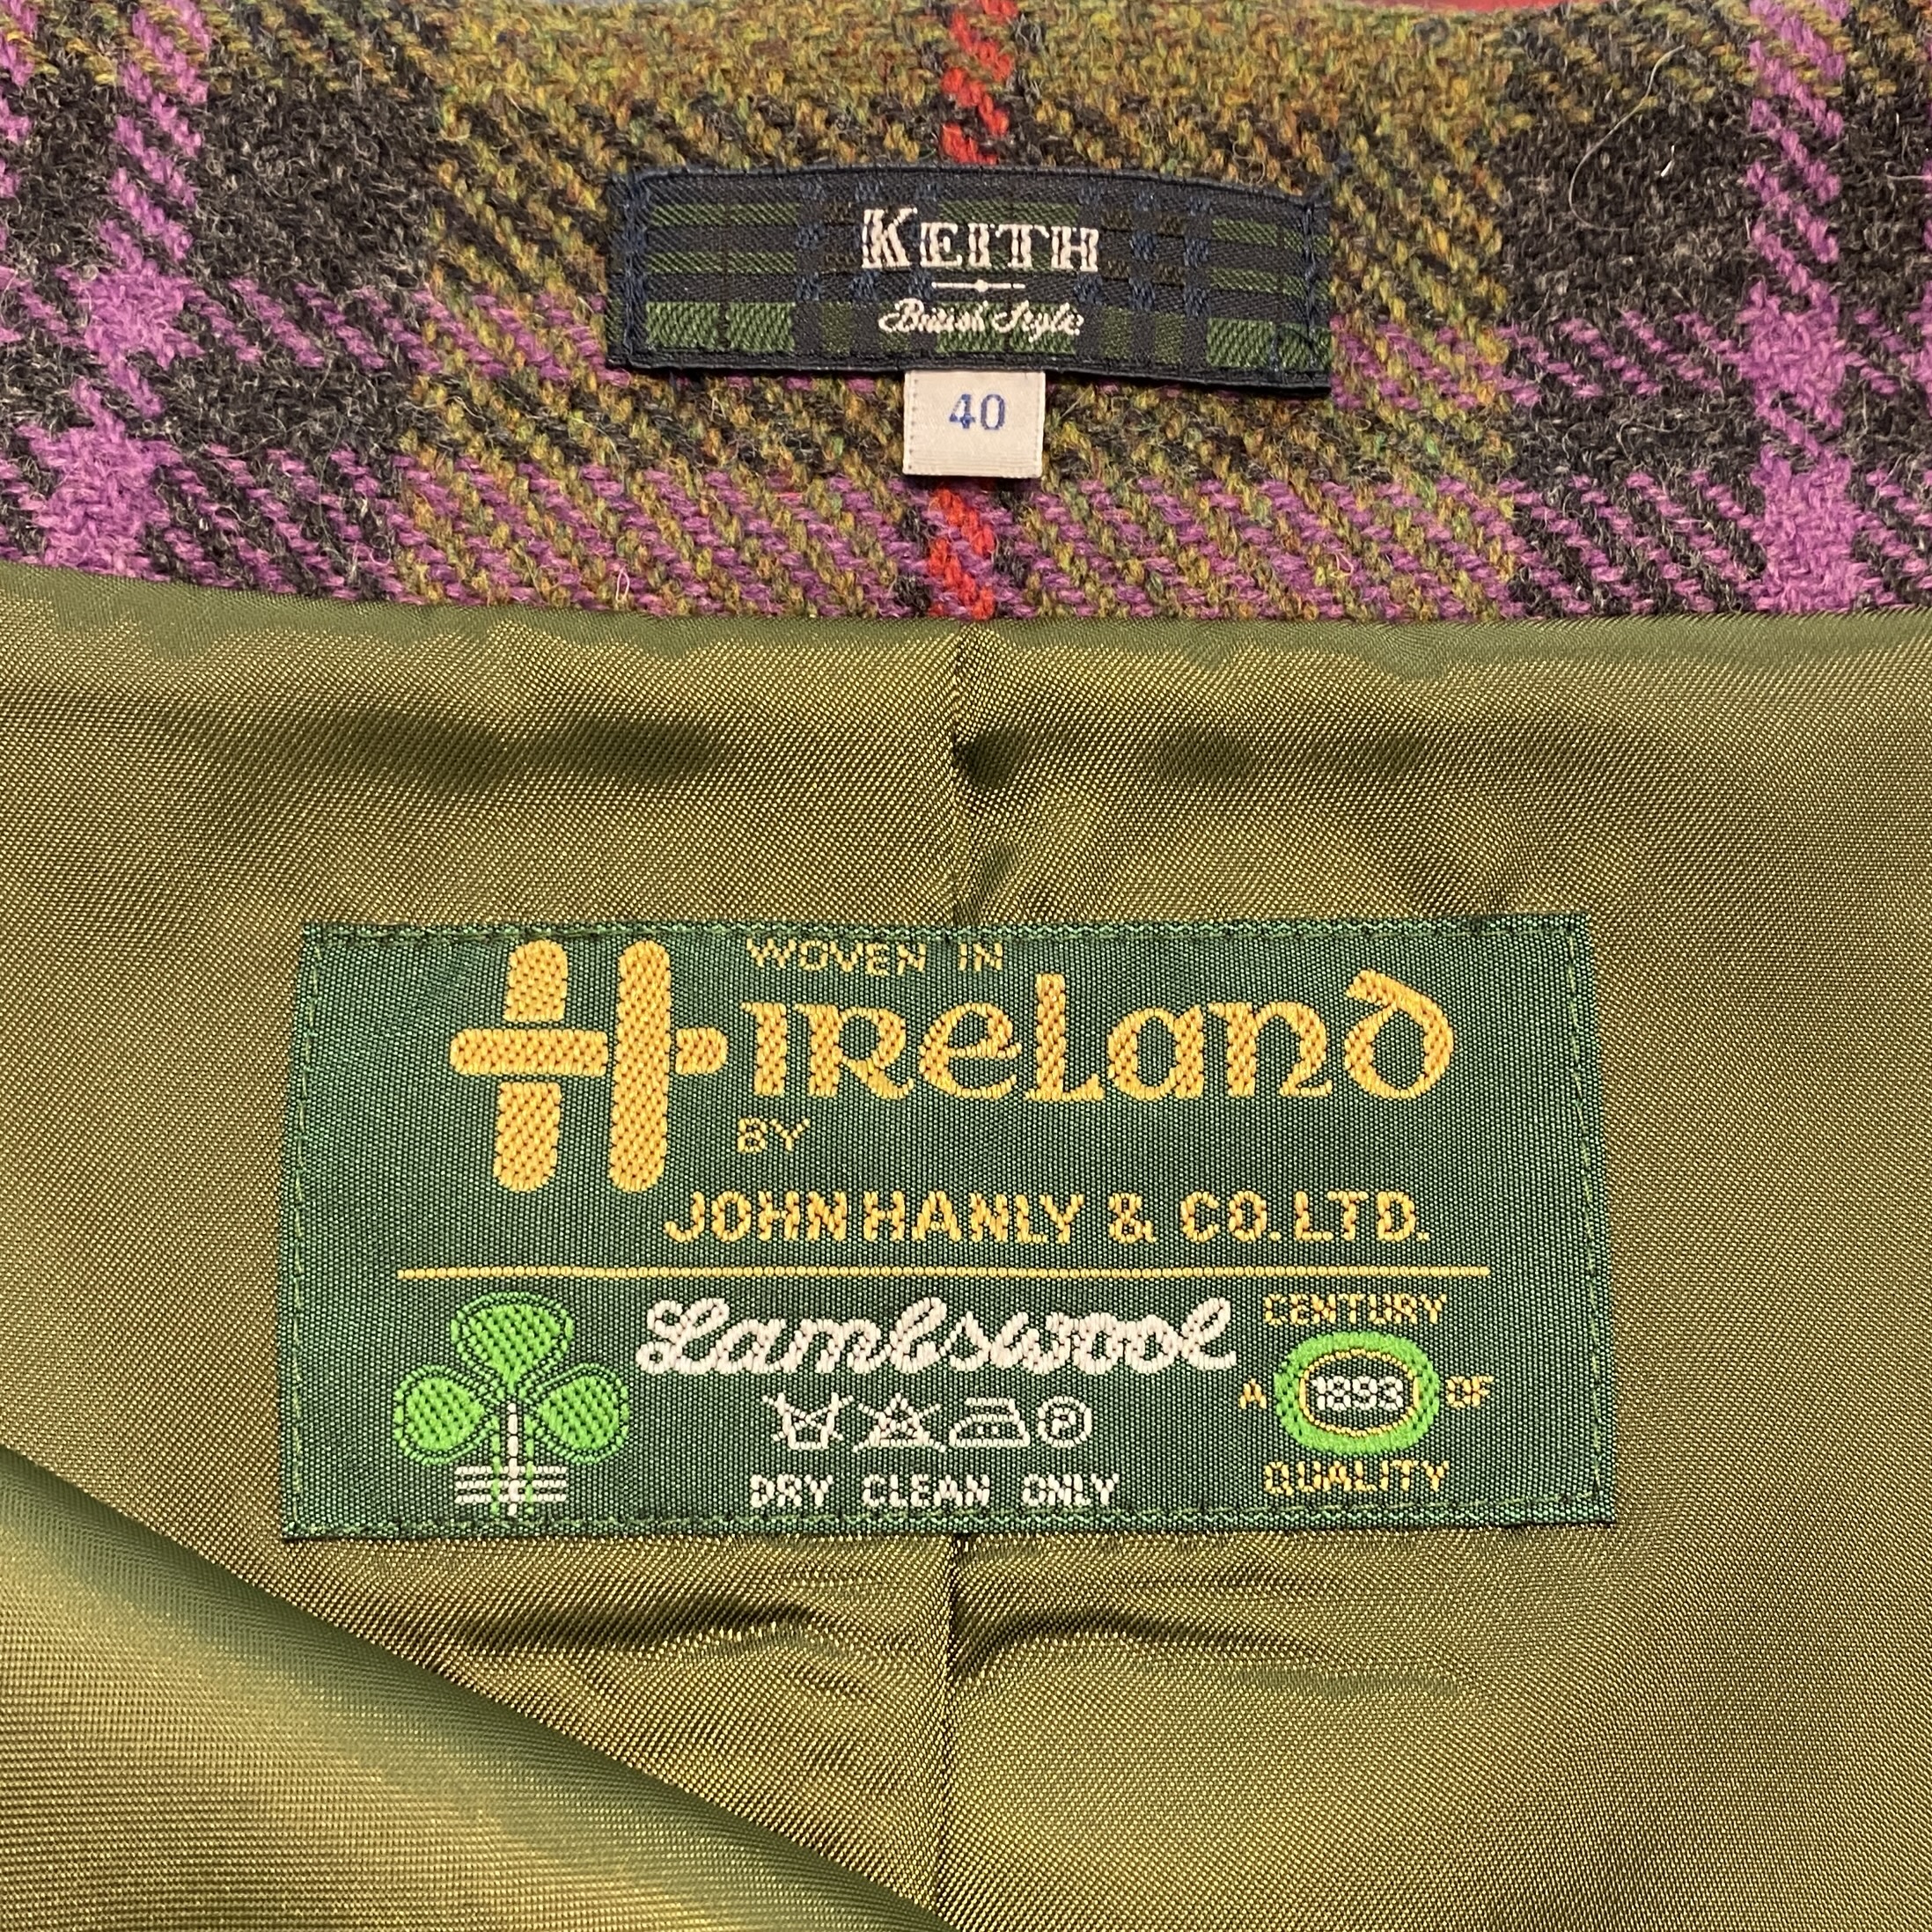 KEITH
British Style
40
WOVEN IN
IRELAND
BY
JOHN HANLY & CO. LTD.
Lambswool
P
DRY CLEAN ONLY
CENTURY
A 1893 OF
QUALITY